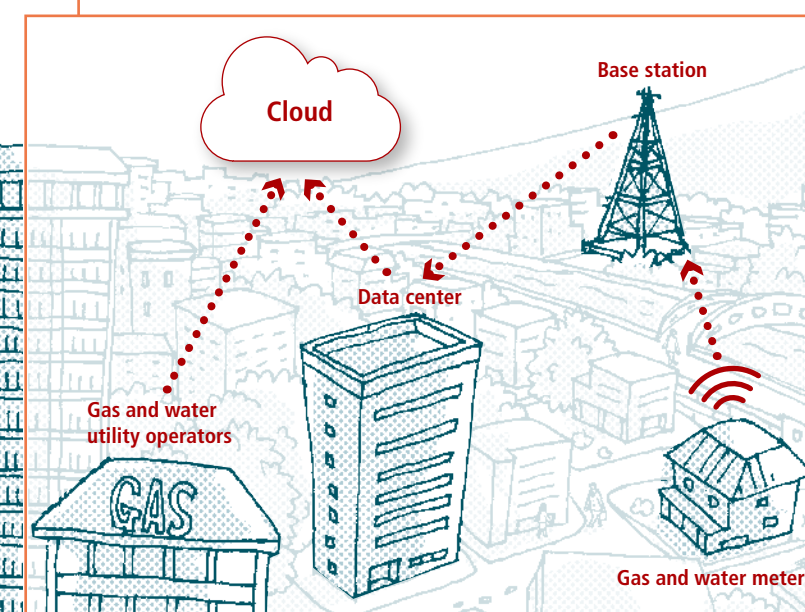 Base station
Cloud
Data center
Gas and water
utility operators
GAS
Gas and water meter